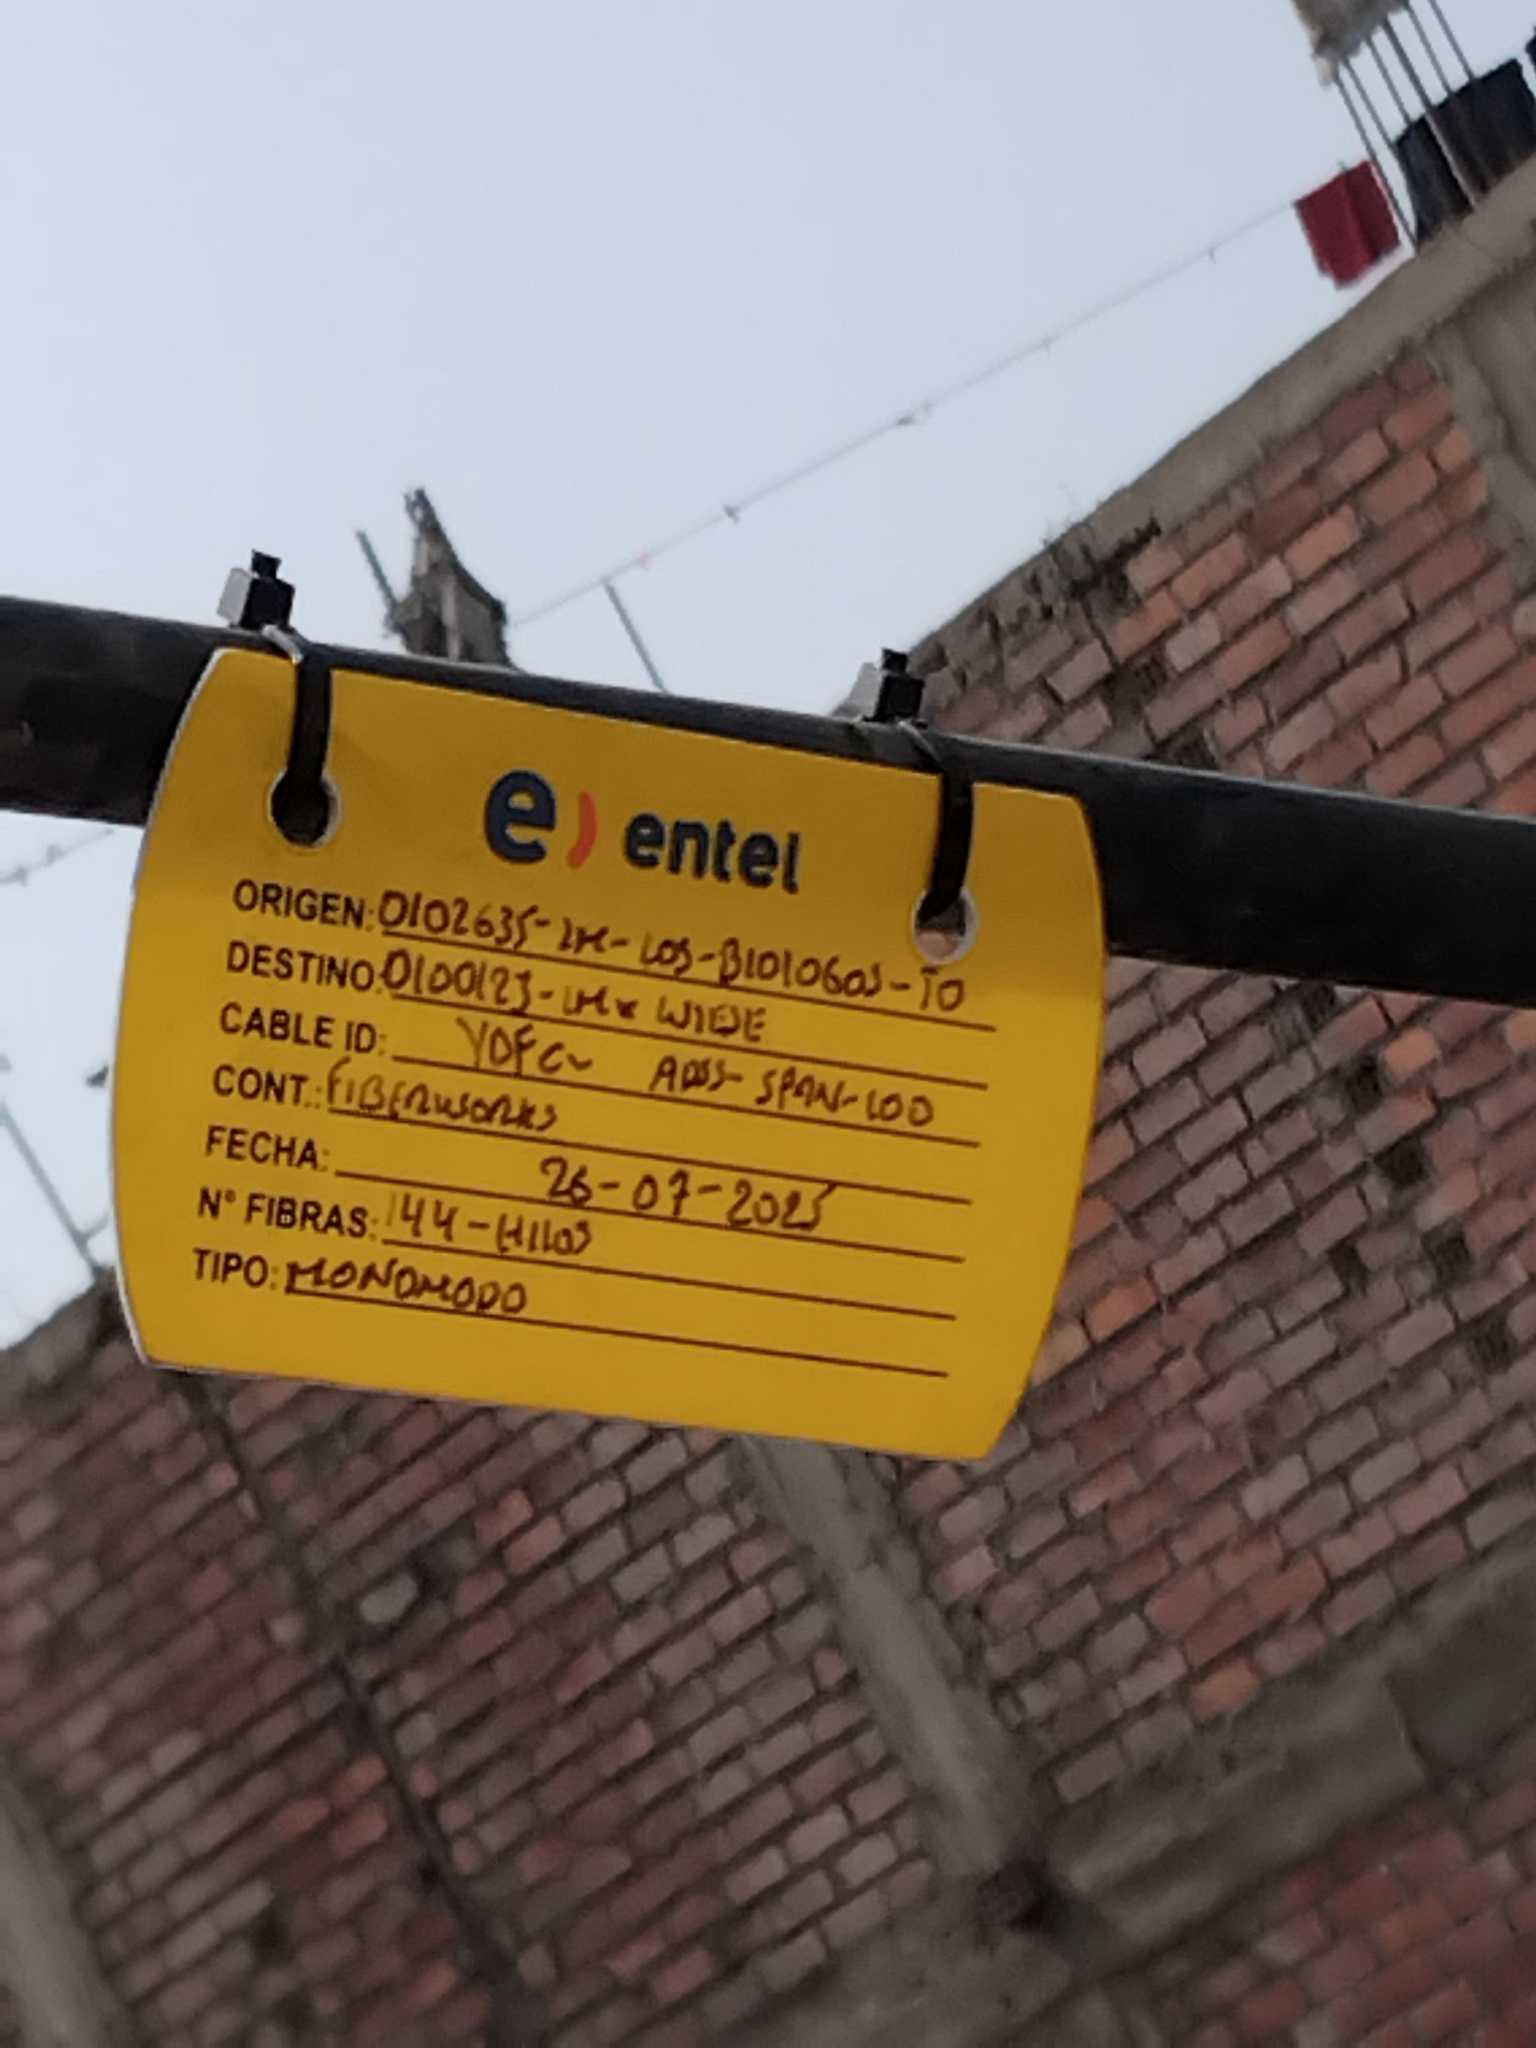 e) entel
ORIGEN: 0102635-LM-LOS-B1010603-TO
DESTINO: 0100123-LM WIESE
CABLE ID: YOFC- ADSS-SPAN-100
CONT.: FIBERWORKS
FECHA: 26-07-2025
N° FIBRAS: 144-HILOS
TIPO: MONOMODO